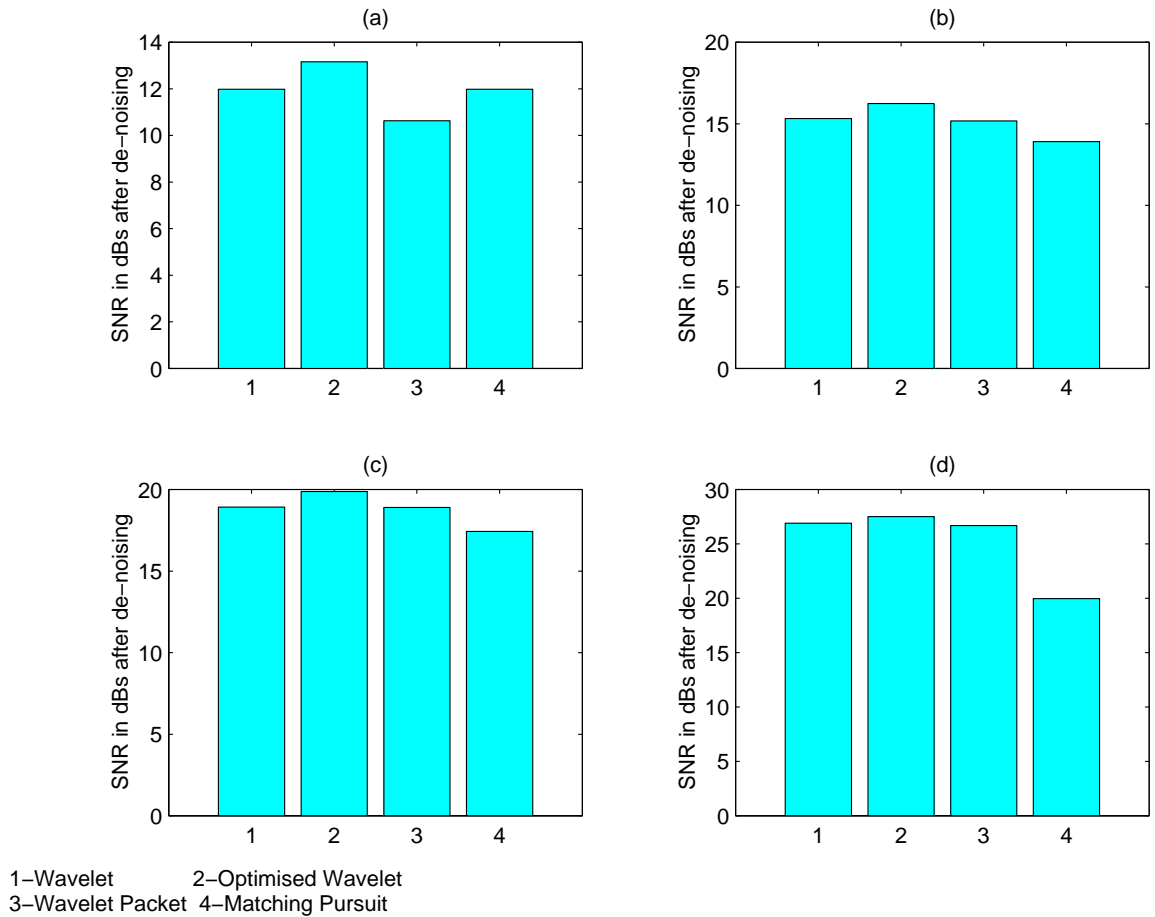 (a)
SNR in dBs after de−noising
14
12
10
8
6
4
2
0
1 2 3 4
(b)
SNR in dBs after de−noising
20
15
10
5
0
1 2 3 4
(c)
SNR in dBs after de−noising
20
15
10
5
0
1 2 3 4
(d)
SNR in dBs after de−noising
30
25
20
15
10
5
0
1 2 3 4
1−Wavelet 2−Optimised Wavelet
3−Wavelet Packet 4−Matching Pursuit